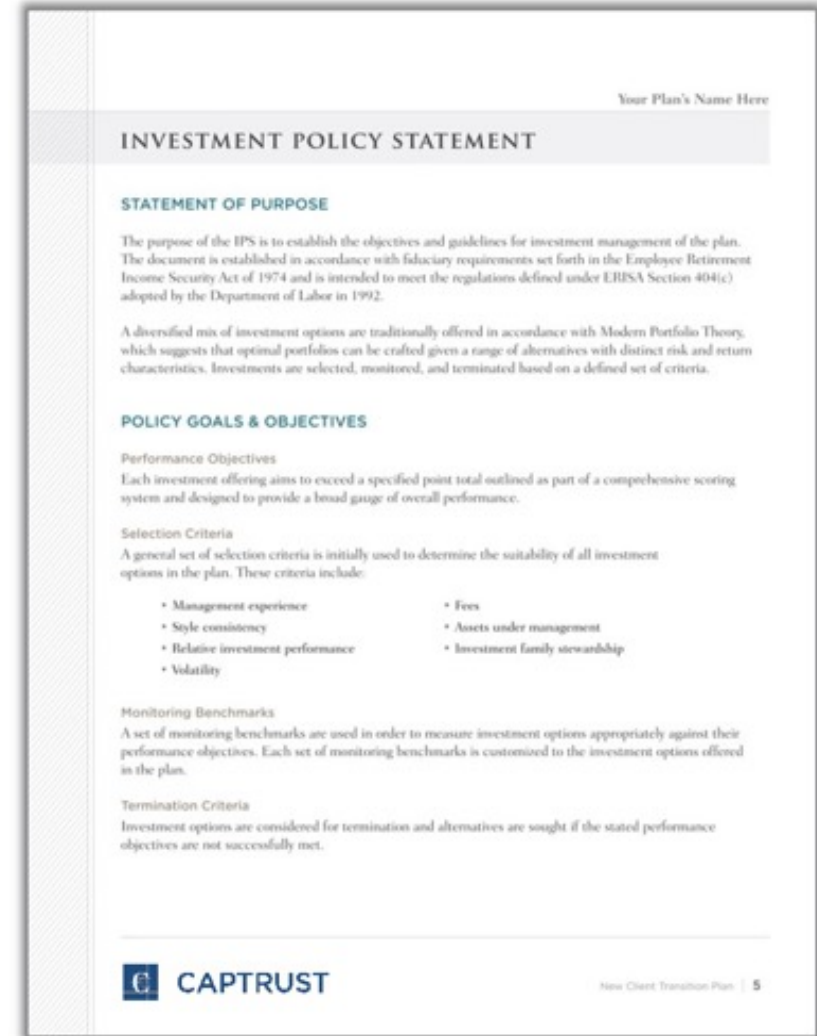 Your Plan's Name Here
INVESTMENT POLICY STATEMENT
STATEMENT OF PURPOSE
The purpose of the IPS is to establish the objectives and guidelines for investment management of the plan.
The document is established in accordance with fiduciary requirements set forth in the Employee Retirement
Income Security Act of 1974 and is intended to meet the regulations defined under ERISA Section 404(c)
adopted by the Department of Labor in 1992.
A diversified mix of investment options are traditionally offered in accordance with Modern Portfolio Theory,
which suggests that optimal portfolios can be crafted given a range of alternatives with distinct risk and return
characteristics. Investments are selected, monitored, and terminated based on a defined set of criteria.
POLICY GOALS & OBJECTIVES
Performance Objectives
Each investment offering aims to exceed a specified point total outlined as part of a comprehensive scoring
system and designed to provide a broad gauge of overall performance.
Selection Criteria
A general set of selection criteria is initially used to determine the suitability of all investment
options in the plan. These criteria include:
• Management experience
• Style consistency
• Relative investment performance
• Volatility
• Fees
• Assets under management
• Investment family stewardship
Monitoring Benchmarks
A set of monitoring benchmarks are used in order to measure investment options appropriately against their
performance objectives. Each set of monitoring benchmarks is customized to the investment options offered
in the plan.
Termination Criteria
Investment options are considered for termination and alternatives are sought if the stated performance
objectives are not successfully met.
CAPTRUST
New Client Transition Plan | 5